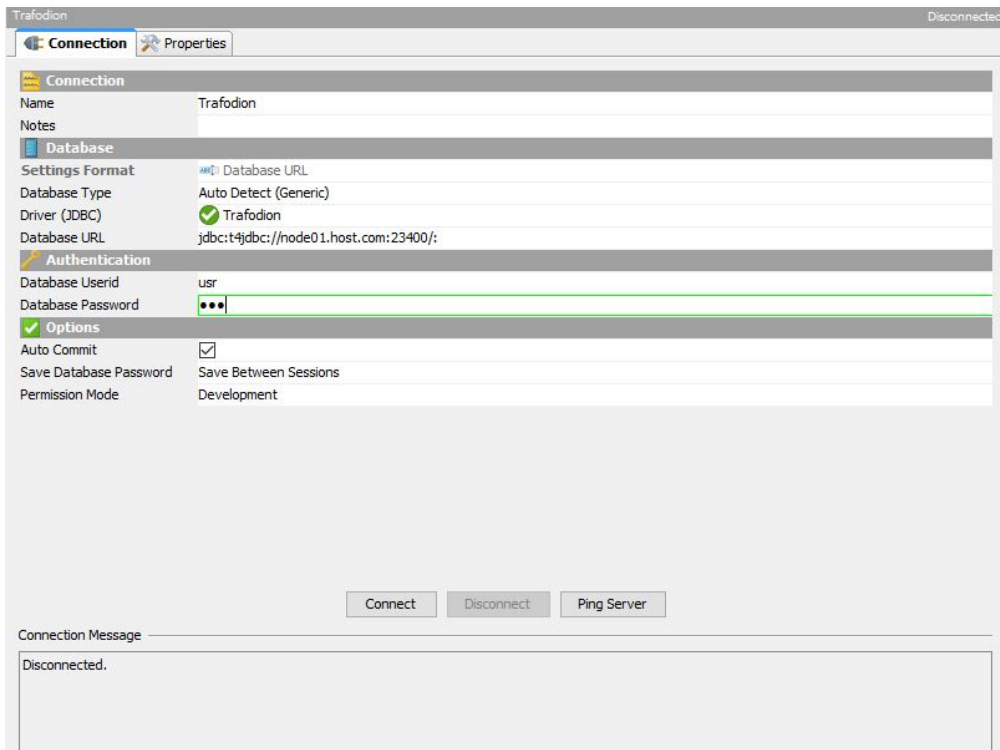 Trafodion Disconnected
Connection Properties
Connection
Name Trafodion
Notes
Database
Settings Format Database URL
Database Type Auto Detect (Generic)
Driver (JDBC) Trafodion
Database URL jdbc:t4jdbc://node01.host.com:23400/:
Authentication
Database Userid usr
Database Password •••
Options
Auto Commit
Save Database Password Save Between Sessions
Permission Mode Development
Connect Disconnect Ping Server
Connection Message
Disconnected.